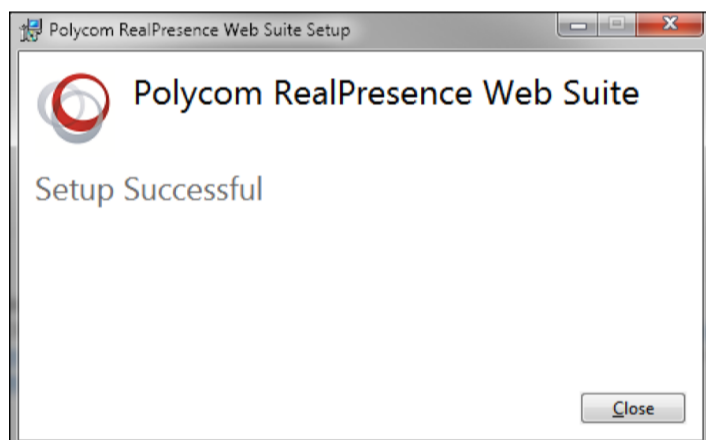 Polycom RealPresence Web Suite Setup
Polycom RealPresence Web Suite
Setup Successful
Close